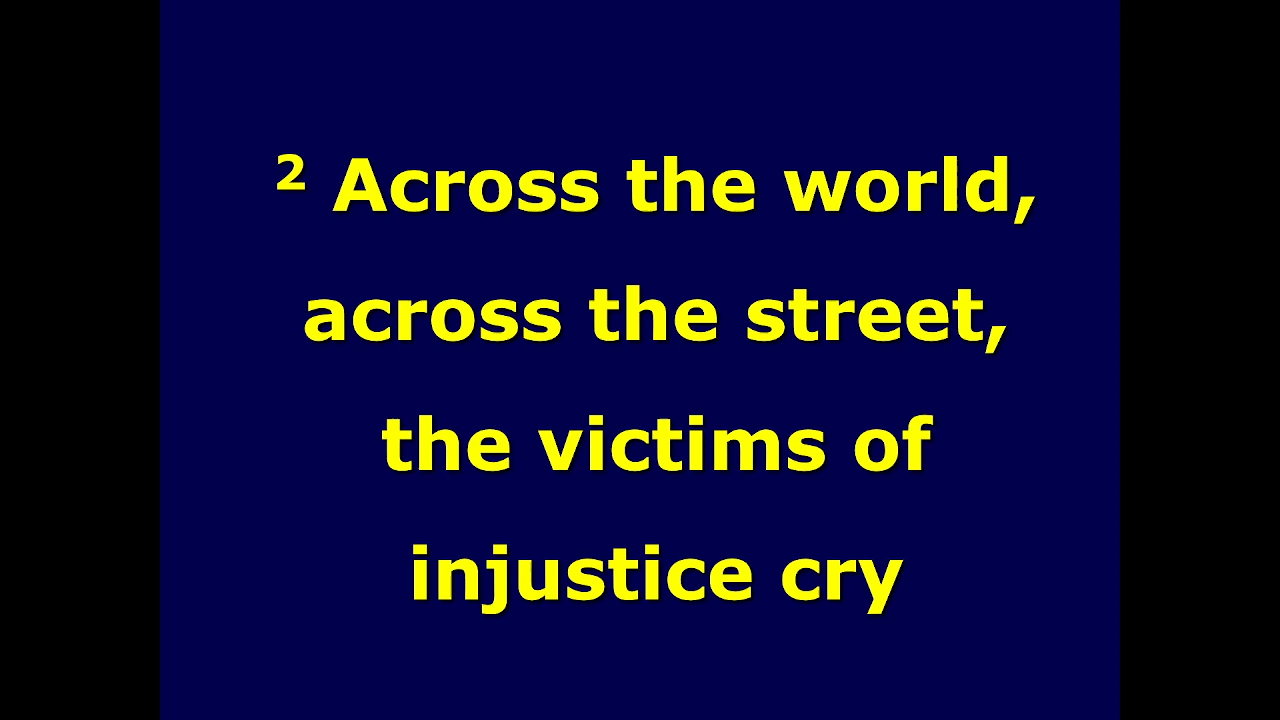 ² Across the world,
across the street,
the victims of
injustice cry